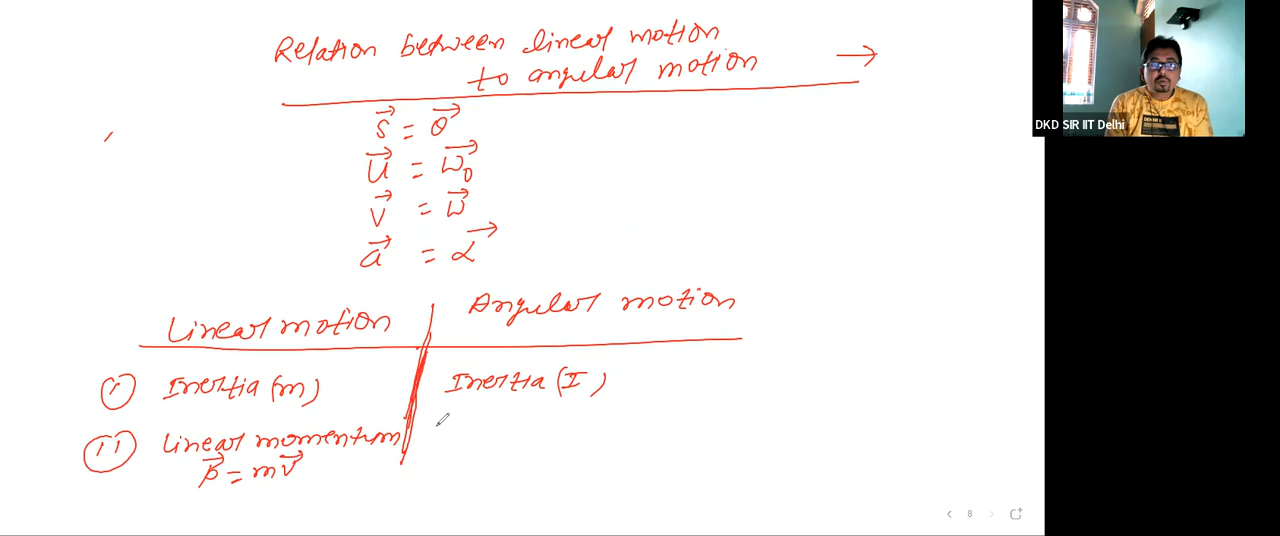 Relation between linear motion
to angular motion →
s⃗ = θ⃗
u⃗ = ω⃗₀
v⃗ = ω⃗
a⃗ = α⃗
Linear motion Angular motion
(i) Inertia (m) Inertia (I)
(ii) Linear momentum
p⃗ = mv⃗
DKD SIR IIT Delhi
8